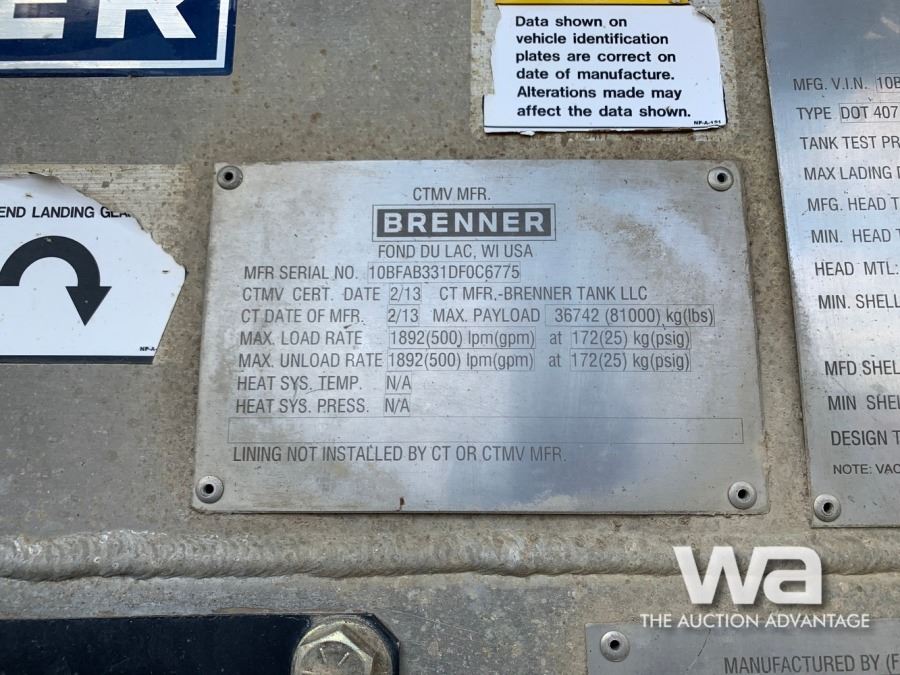 ER
Data shown on
vehicle identification
plates are correct on
date of manufacture.
Alterations made may
affect the data shown.
NP-A-191
END LANDING GEA
NP-A-
CTMV MFR.
BRENNER
FOND DU LAC, WI USA
MFR SERIAL NO. 10BFAB331DF0C6775
CTMV CERT. DATE 2/13 CT MFR.-BRENNER TANK LLC
CT DATE OF MFR. 2/13 MAX. PAYLOAD 36742 (81000) kg(lbs)
MAX. LOAD RATE 1892(500) lpm(gpm) at 172(25) kg(psig)
MAX. UNLOAD RATE 1892(500) lpm(gpm) at 172(25) kg(psig)
HEAT SYS. TEMP. N/A
HEAT SYS. PRESS. N/A
LINING NOT INSTALLED BY CT OR CTMV MFR.
MFG. V.I.N. 10B
TYPE DOT 407
TANK TEST PR
MAX LADING D
MFG. HEAD T
MIN. HEAD T
HEAD MTL:
MIN. SHELL
MFD SHEL
MIN SHEL
DESIGN T
NOTE: VAC
wa
THE AUCTION ADVANTAGE
MANUFACTURED BY (F